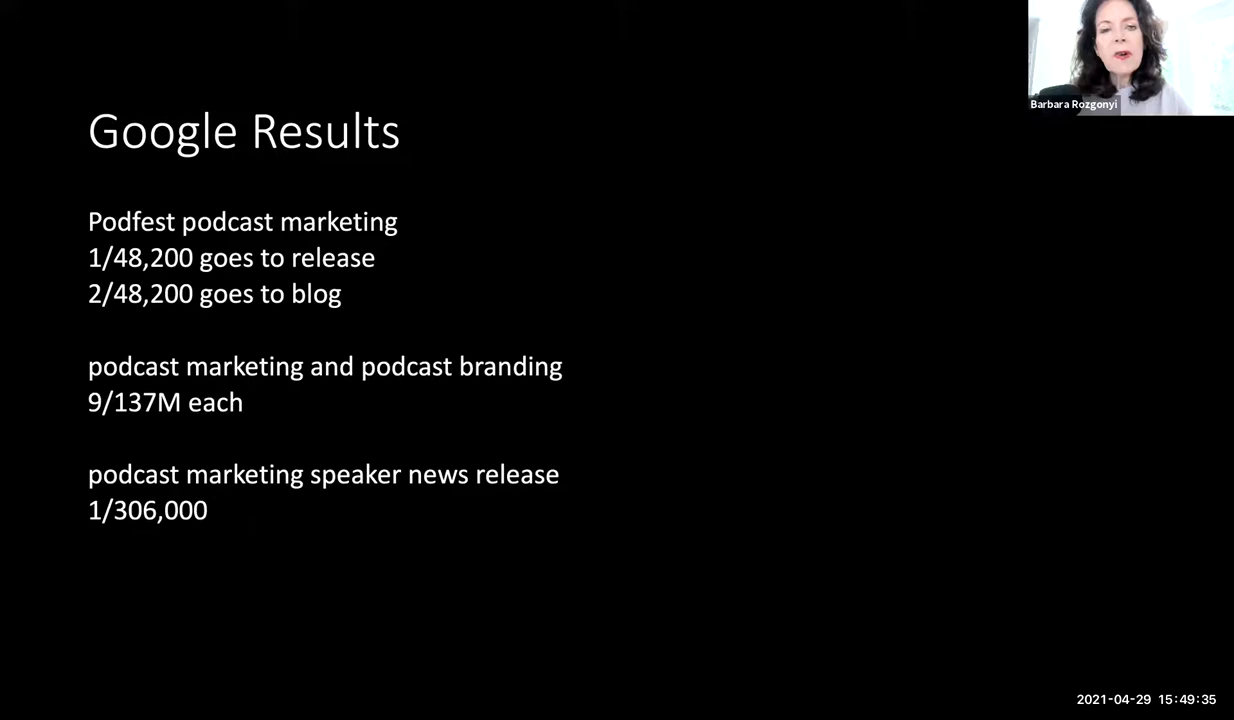 Barbara Rozgonyi
Google Results
Podfest podcast marketing
1/48,200 goes to release
2/48,200 goes to blog
podcast marketing and podcast branding
9/137M each
podcast marketing speaker news release
1/306,000
2021-04-29 15:49:35